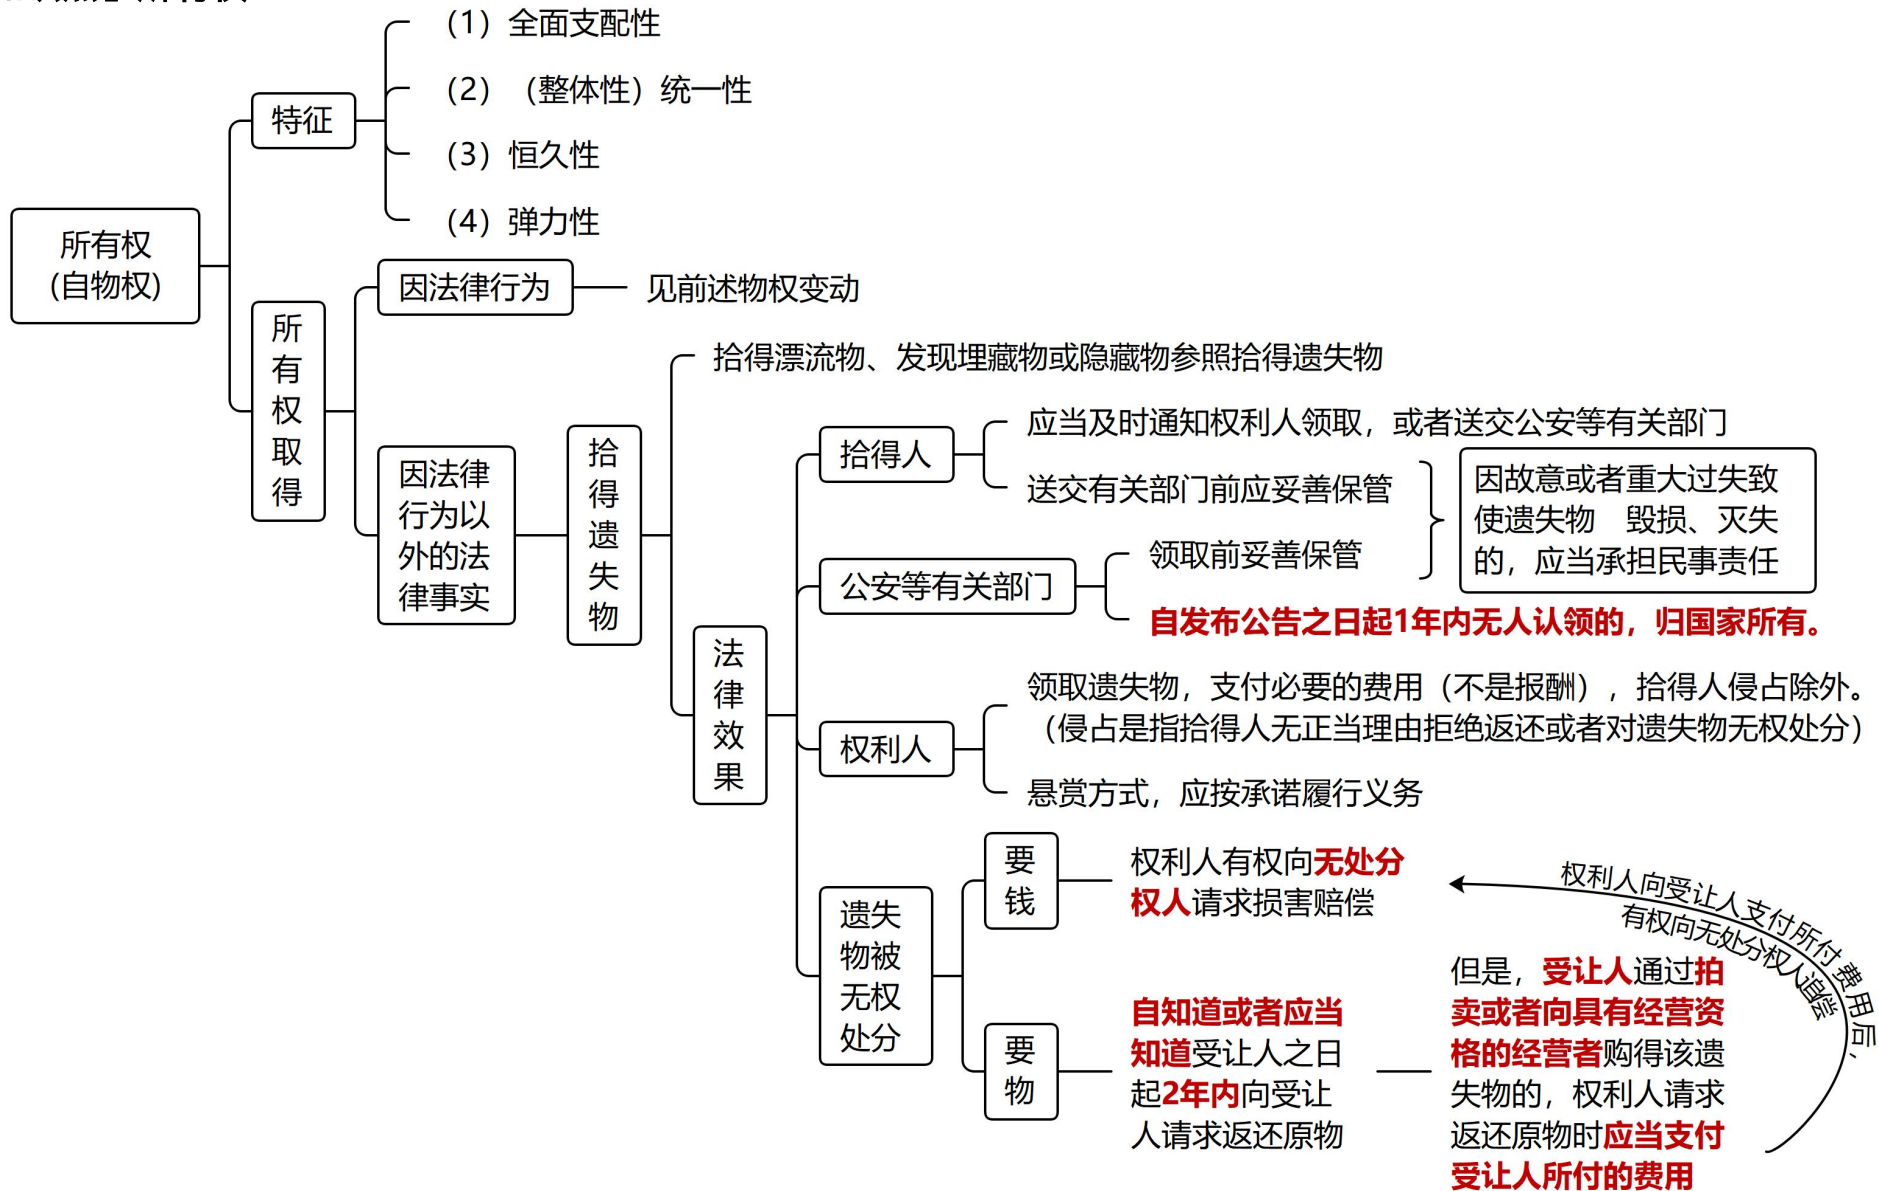 （1）全面支配性
（2）（整体性）统一性
特征
（3）恒久性
（4）弹力性
所有权
(自物权)
所有权取得
因法律行为
见前述物权变动
因法律
行为以
外的法
律事实
拾得遗失物
拾得漂流物、发现埋藏物或隐藏物参照拾得遗失物
法律效果
拾得人
应当及时通知权利人领取，或者送交公安等有关部门
送交有关部门前应妥善保管
公安等有关部门
领取前妥善保管
因故意或者重大过失致
使遗失物 毁损、灭失
的，应当承担民事责任
自发布公告之日起1年内无人认领的，归国家所有。
权利人
领取遗失物，支付必要的费用（不是报酬），拾得人侵占除外。
（侵占是指拾得人无正当理由拒绝返还或者对遗失物无权处分）
悬赏方式，应按承诺履行义务
遗失
物被
无权
处分
要钱
权利人有权向无处分
权人请求损害赔偿
要物
自知道或者应当
知道受让人之日
起2年内向受让
人请求返还原物
但是，受让人通过拍
卖或者向具有经营资
格的经营者购得该遗
失物的，权利人请求
返还原物时应当支付
受让人所付的费用
权利人向受让人支付所付费用后，
有权向无处分权人追偿